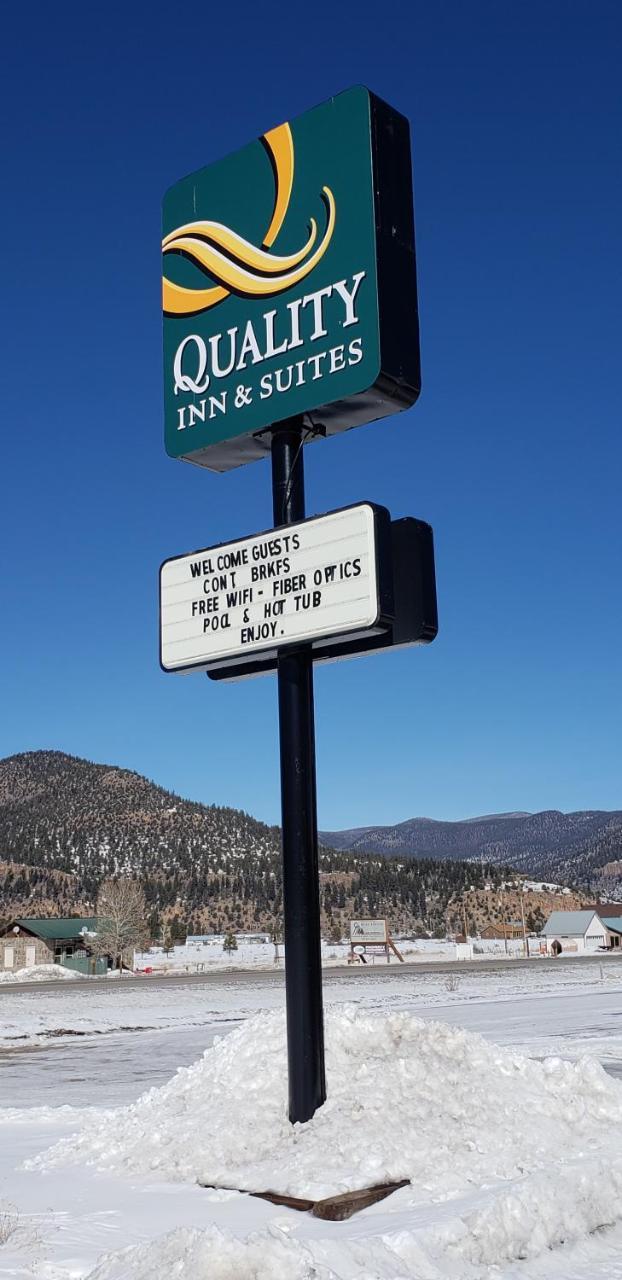 QUALITY
INN & SUITES
WELCOME GUESTS
CONT BRKFS
FREE WIFI - FIBER OPTICS
POOL & HOT TUB
ENJOY.